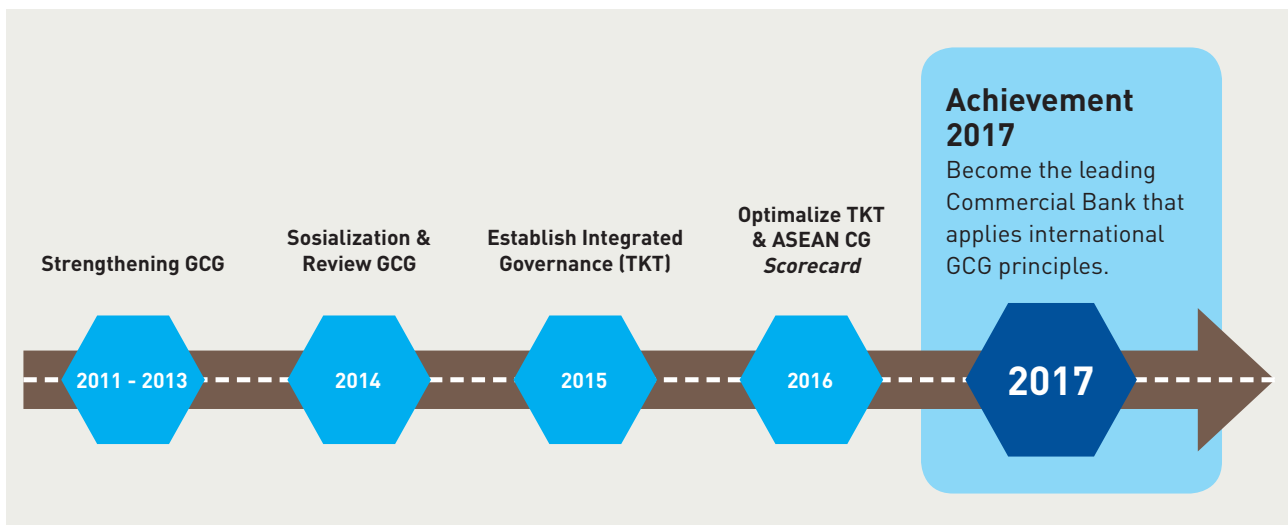 Strengthening GCG
2011 - 2013
Sosialization &
Review GCG
2014
Establish Integrated
Governance (TKT)
2015
Optimalize TKT
& ASEAN CG
Scorecard
2016
Achievement
2017
Become the leading
Commercial Bank that
applies international
GCG principles.
2017